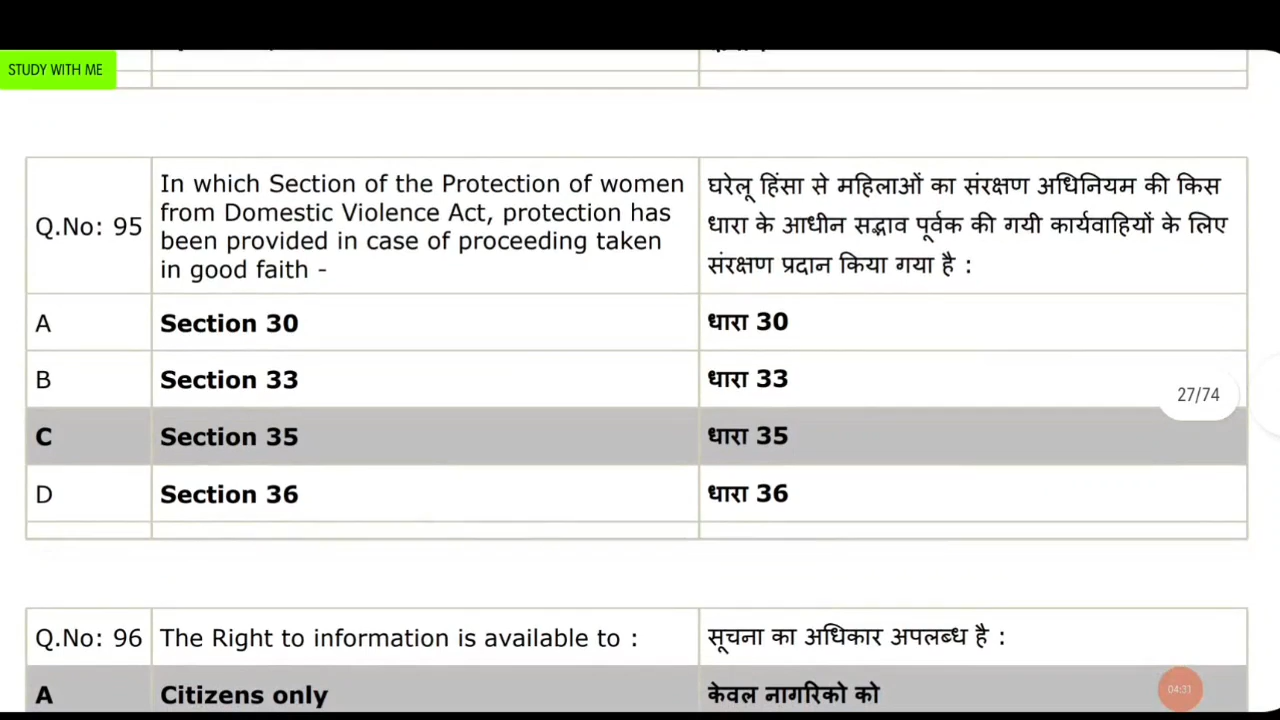 STUDY WITH ME
Q.No: 95
In which Section of the Protection of women
from Domestic Violence Act, protection has
been provided in case of proceeding taken
in good faith -
घरेलू हिंसा से महिलाओं का संरक्षण अधिनियम की किस
धारा के आधीन सद्भाव पूर्वक की गयी कार्यवाहियों के लिए
संरक्षण प्रदान किया गया है :
A
Section 30
धारा 30
B
Section 33
धारा 33
27/74
C
Section 35
धारा 35
D
Section 36
धारा 36
Q.No: 96
The Right to information is available to :
सूचना का अधिकार अपलब्ध है :
A
Citizens only
केवल नागरिको को
04:31